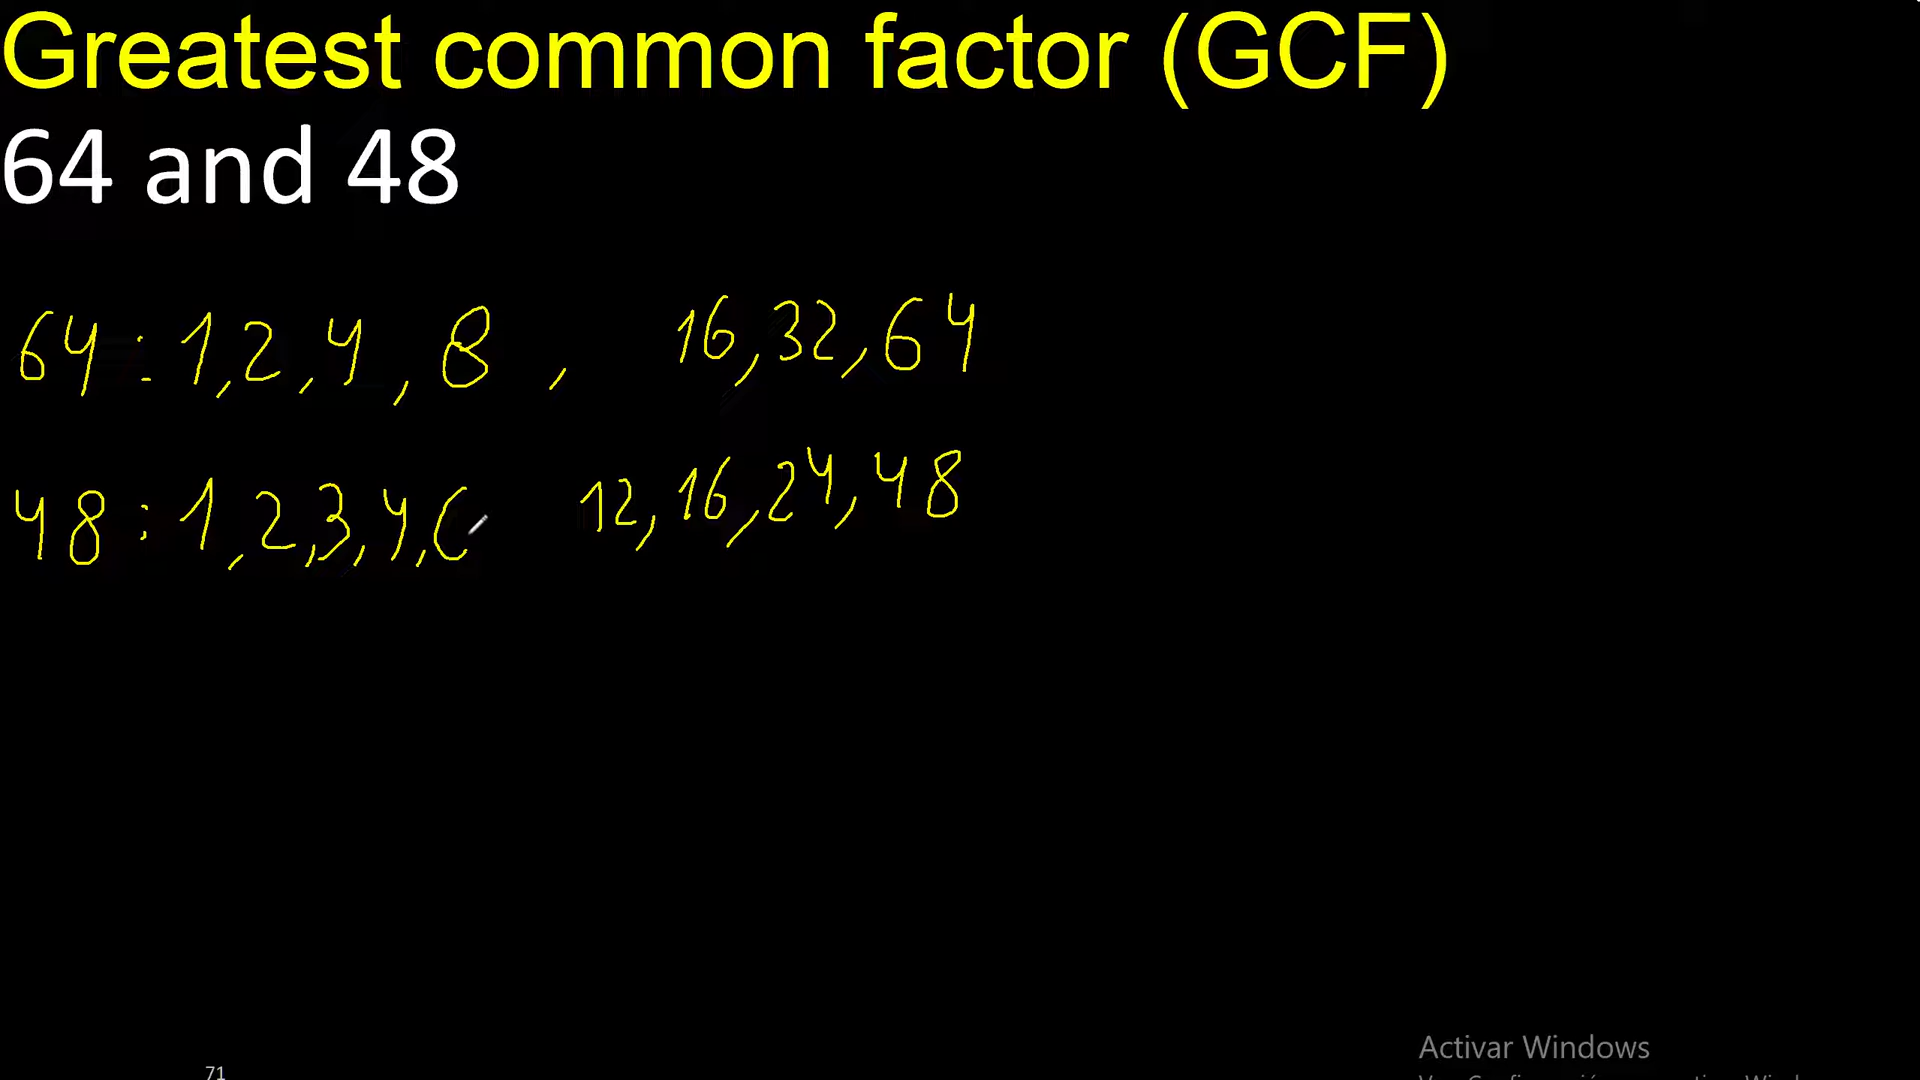 Greatest common factor (GCF)
64 and 48
64 : 1, 2, 4, 8, 16, 32, 64
48 : 1, 2, 3, 4, 6 12, 16, 24, 48
Activar Windows
71